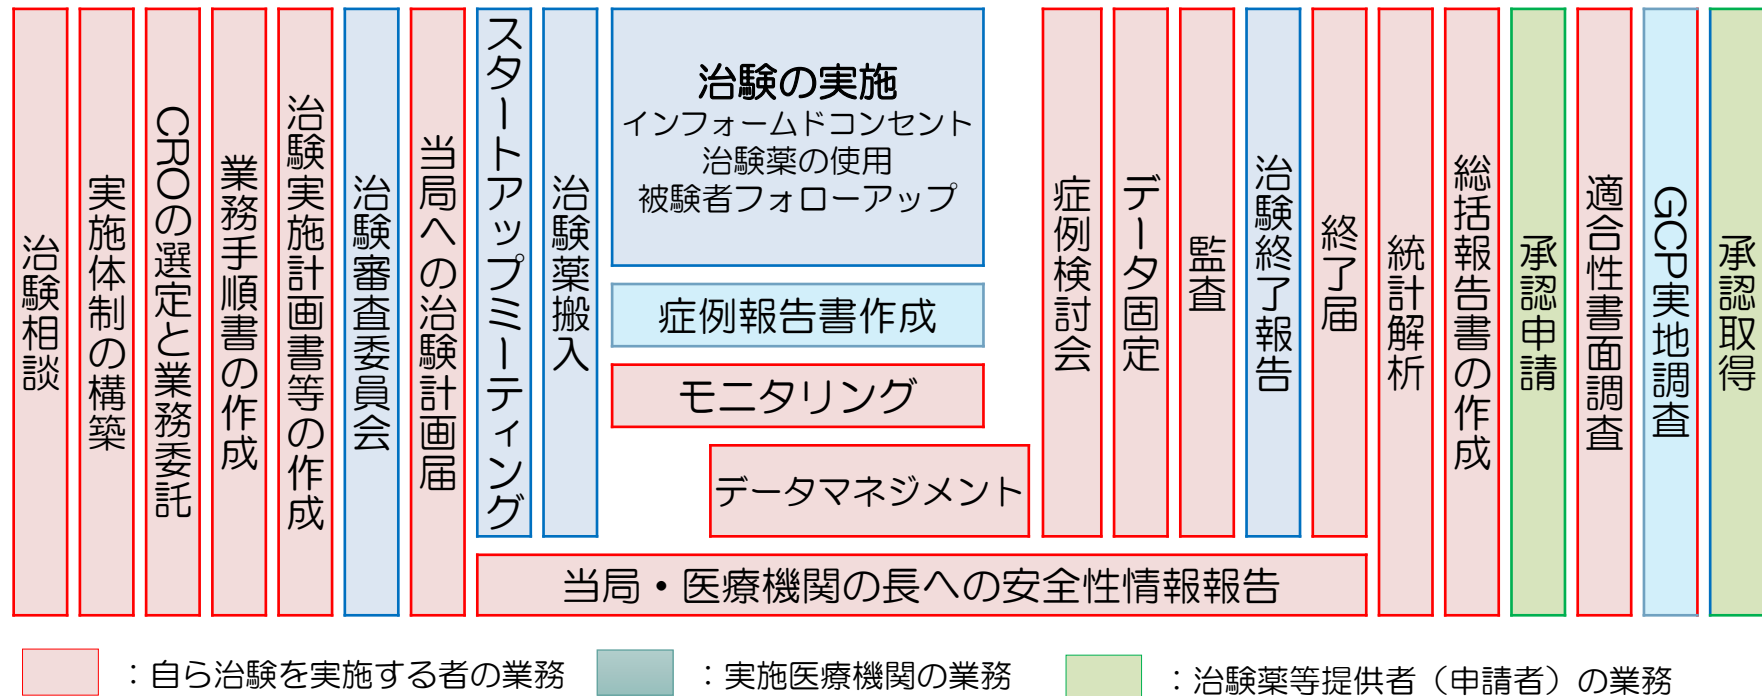 治験相談
実施体制の構築
CROの選定と業務委託
業務手順書の作成
治験実施計画書等の作成
治験審査委員会
当局への治験計画届
スタートアップミーティング
治験薬搬入
治験の実施
インフォームドコンセント
治験薬の使用
被験者フォローアップ
症例報告書作成
モニタリング
データマネジメント
当局・医療機関の長への安全性情報報告
症例検討会
データ固定
監査
治験終了報告
終了届
統計解析
総括報告書の作成
承認申請
適合性書面調査
GCP実地調査
承認取得
：自ら治験を実施する者の業務
：実施医療機関の業務
：治験薬等提供者（申請者）の業務